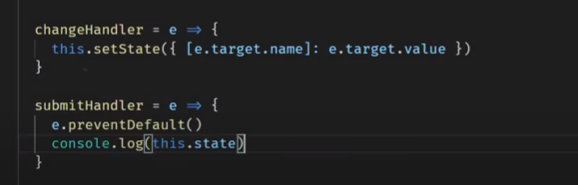 changeHandler = e => {
this.setState({ [e.target.name]: e.target.value })
}
submitHandler = e => {
e.preventDefault()
console.log(this.state)
}